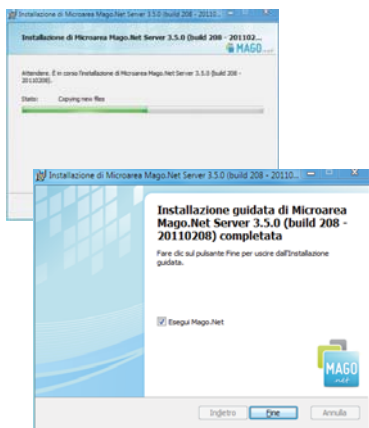 Installazione di Microarea Mago.Net Server 3.5.0 (build 208 - 20110...
Installazione di Microarea Mago.Net Server 3.5.0 (build 208 - 201102...
MAGO.net
Attendere. È in corso l'installazione di Microarea Mago.Net Server 3.5.0 (build 208 -
20110208).
Stato: Copying new files
Installazione di Microarea Mago.Net Server 3.5.0 (build 208 - 20110...
Installazione guidata di Microarea
Mago.Net Server 3.5.0 (build 208 -
20110208) completata
Fare clic sul pulsante Fine per uscire dall'Installazione
guidata.
Esegui Mago.Net
MAGO
.net
Indietro Fine Annulla